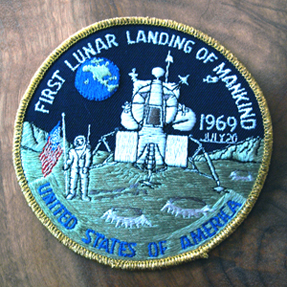 FIRST LUNAR LANDING OF MANKIND
1969
JULY 20
UNITED STATES OF AMERICA